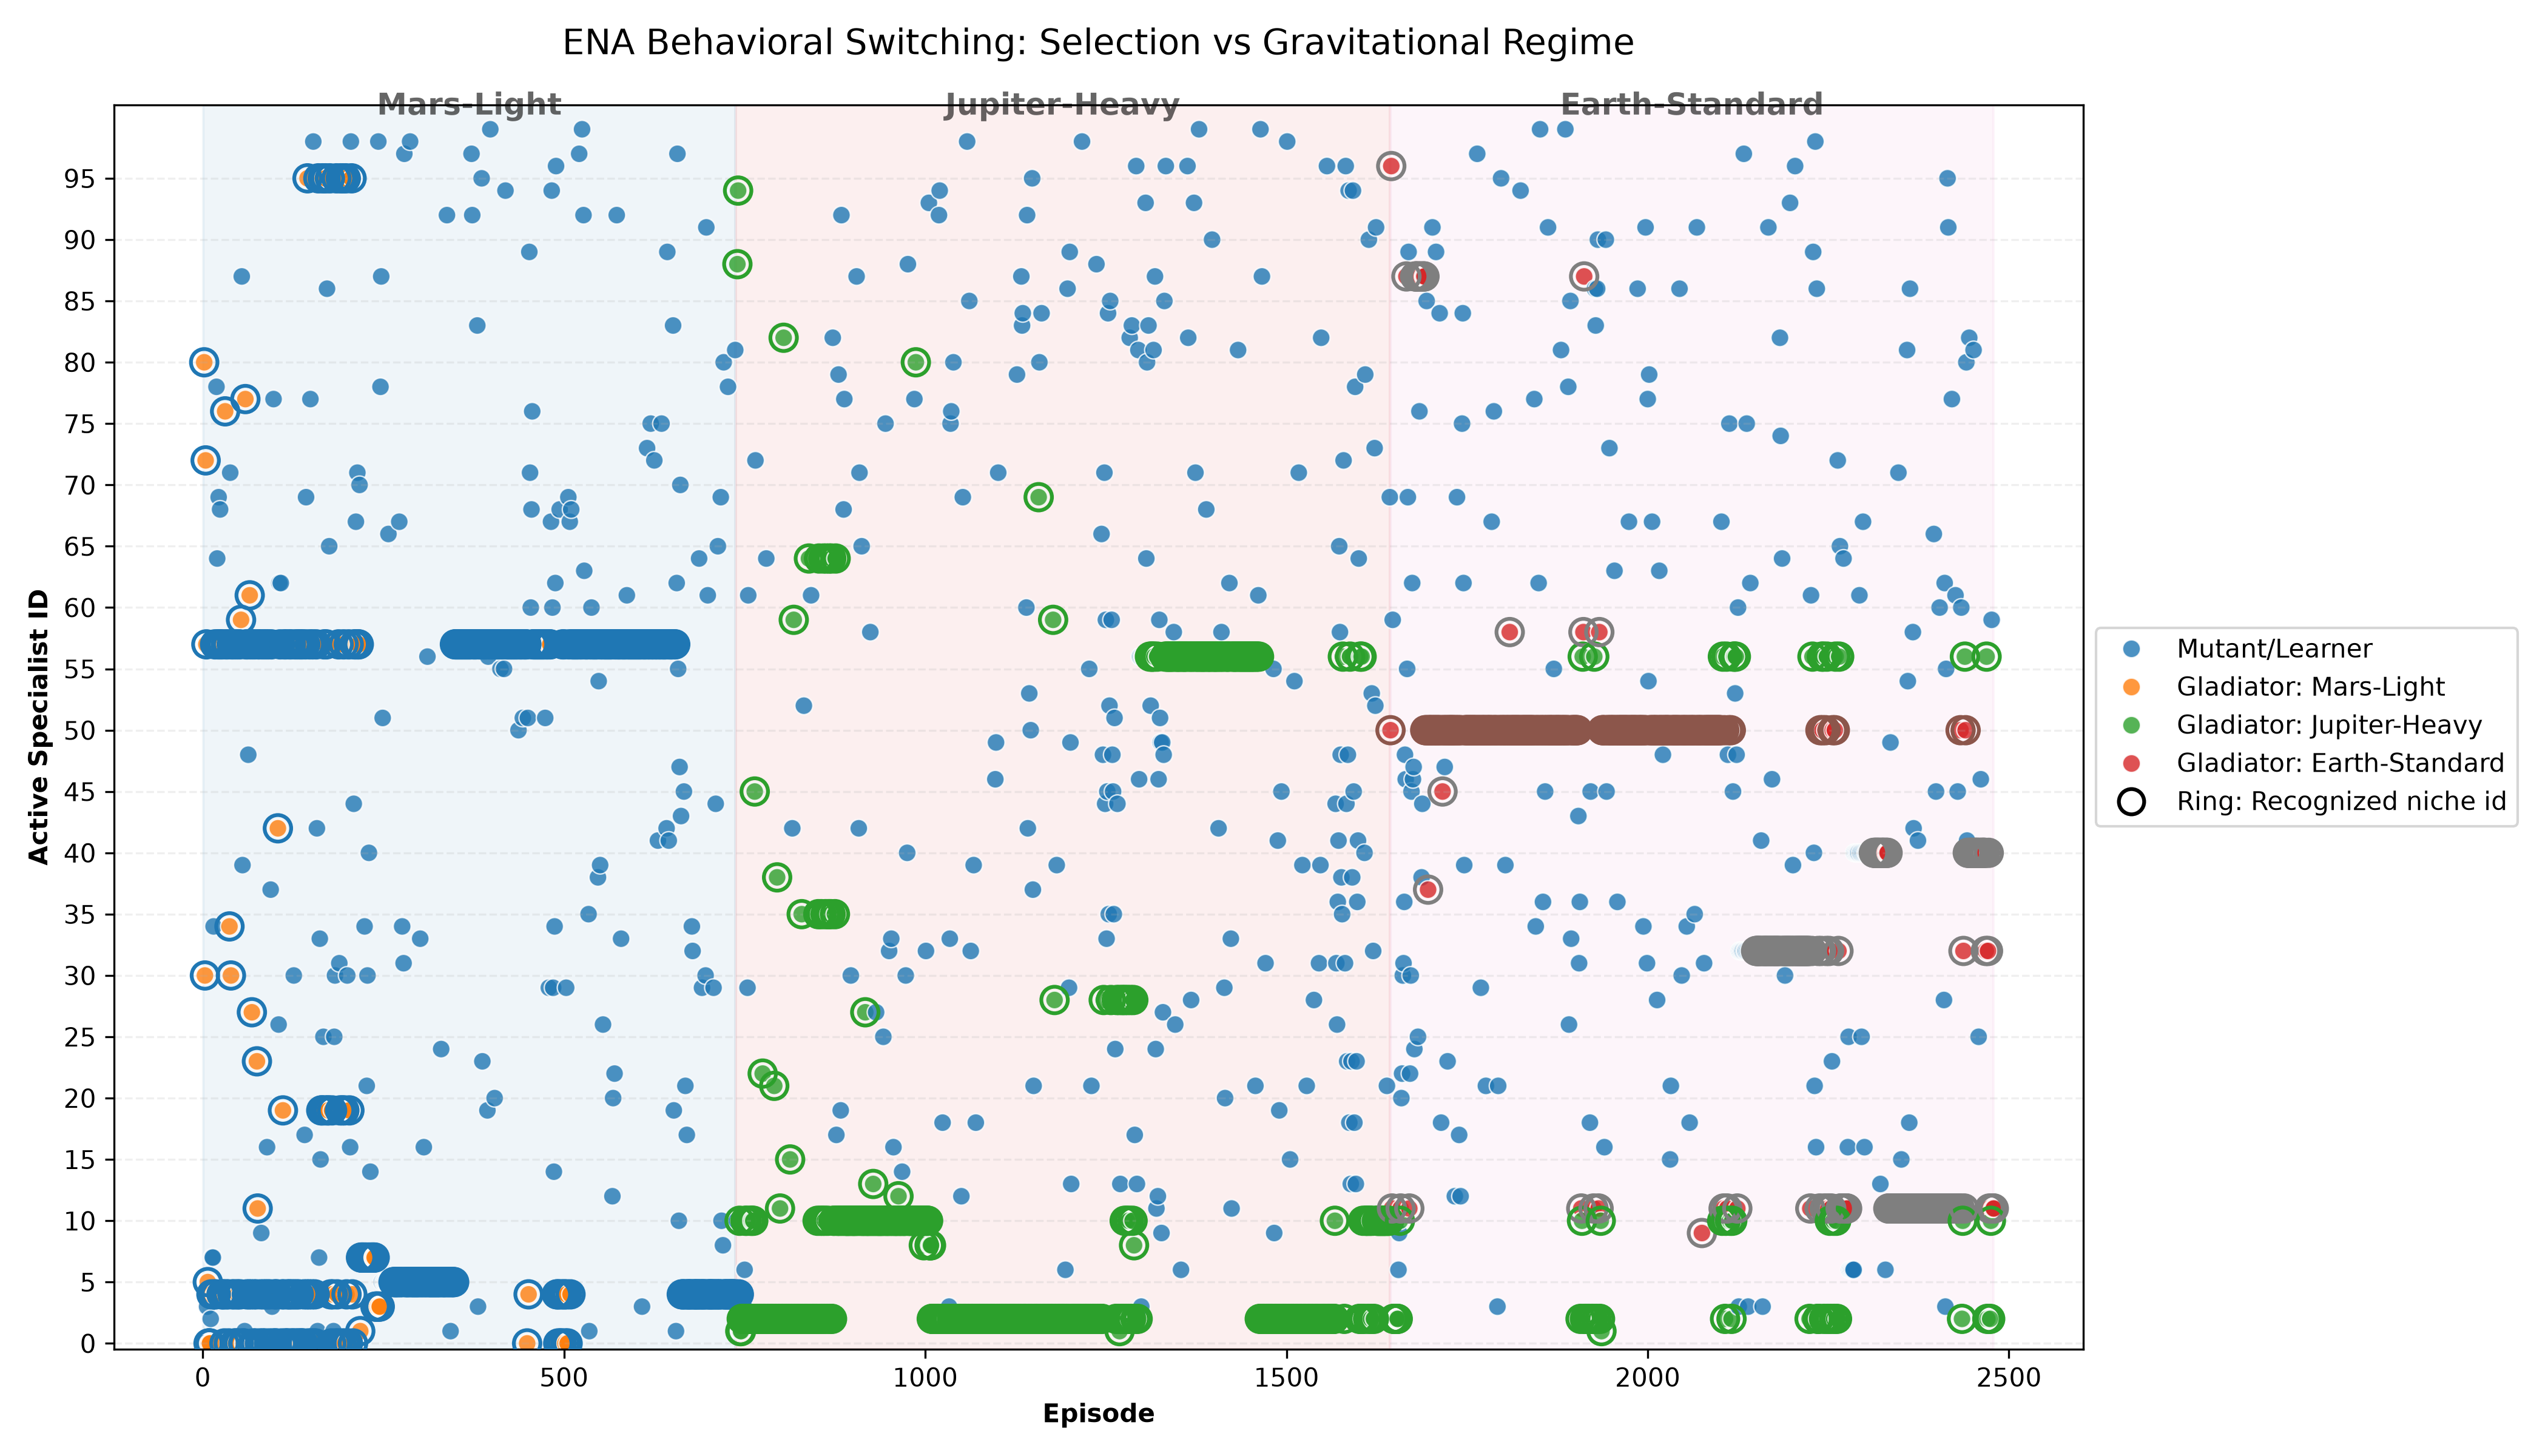 ENA Behavioral Switching: Selection vs Gravitational Regime
Mars-Light
Jupiter-Heavy
Earth-Standard
95
90
85
80
75
70
65
60
55
50
45
40
35
30
25
20
15
10
5
0
Active Specialist ID
0
500
1000
1500
2000
2500
Episode
Mutant/Learner
Gladiator: Mars-Light
Gladiator: Jupiter-Heavy
Gladiator: Earth-Standard
Ring: Recognized niche id